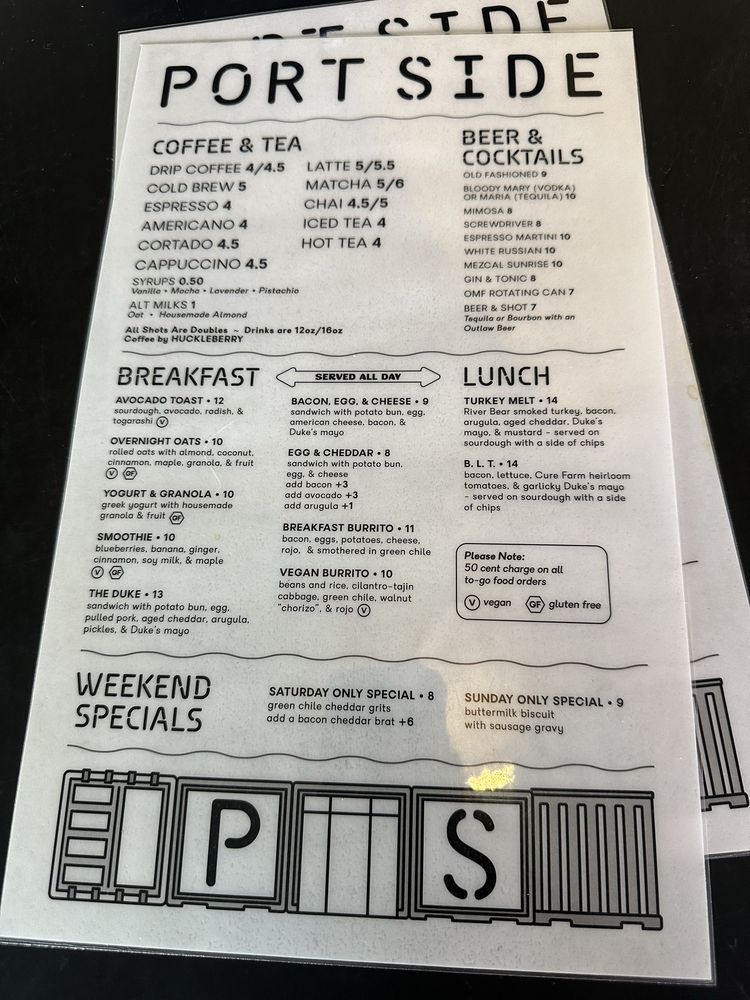 PORT SIDE
COFFEE & TEA
DRIP COFFEE 4/4.5
COLD BREW 5
ESPRESSO 4
AMERICANO 4
CORTADO 4.5
CAPPUCCINO 4.5
LATTE 5/5.5
MATCHA 5/6
CHAI 4.5/5
ICED TEA 4
HOT TEA 4
SYRUPS 0.50
Vanilla • Mocha • Lavender • Pistachio
ALT MILKS 1
Oat • Housemade Almond
All Shots Are Doubles ~ Drinks are 12oz/16oz
Coffee by HUCKLEBERRY
BEER &
COCKTAILS
OLD FASHIONED 9
BLOODY MARY (VODKA)
OR MARIA (TEQUILA) 10
MIMOSA 8
SCREWDRIVER 8
ESPRESSO MARTINI 10
WHITE RUSSIAN 10
MEZCAL SUNRISE 10
GIN & TONIC 8
OMF ROTATING CAN 7
BEER & SHOT 7
Tequila or Bourbon with an
Outlaw Beer
BREAKFAST
SERVED ALL DAY
AVOCADO TOAST • 12
sourdough, avocado, radish, &
togarashi V
OVERNIGHT OATS • 10
rolled oats with almond, coconut,
cinnamon, maple, granola, & fruit
V GF
YOGURT & GRANOLA • 10
greek yogurt with housemade
granola & fruit GF
SMOOTHIE • 10
blueberries, banana, ginger,
cinnamon, soy milk, & maple
V GF
THE DUKE • 13
sandwich with potato bun, egg,
pulled pork, aged cheddar, arugula,
pickles, & Duke's mayo
BACON, EGG, & CHEESE • 9
sandwich with potato bun, egg,
american cheese, bacon, &
Duke's mayo
EGG & CHEDDAR • 8
sandwich with potato bun,
egg, & cheese
add bacon +3
add avocado +3
add arugula +1
BREAKFAST BURRITO • 11
bacon, eggs, potatoes, cheese,
rojo, & smothered in green chile
VEGAN BURRITO • 10
beans and rice, cilantro-tajin
cabbage, green chile, walnut
"chorizo", & rojo V
LUNCH
TURKEY MELT • 14
River Bear smoked turkey, bacon,
arugula, aged cheddar, Duke's
mayo, & mustard - served on
sourdough with a side of chips
B. L. T. • 14
bacon, lettuce, Cure Farm heirloom
tomatoes, & garlicky Duke's mayo
- served on sourdough with a side
of chips
Please Note:
50 cent charge on all
to-go food orders
V vegan GF gluten free
WEEKEND
SPECIALS
SATURDAY ONLY SPECIAL • 8
green chile cheddar grits
add a bacon cheddar brat +6
SUNDAY ONLY SPECIAL • 9
buttermilk biscuit
with sausage gravy
P S